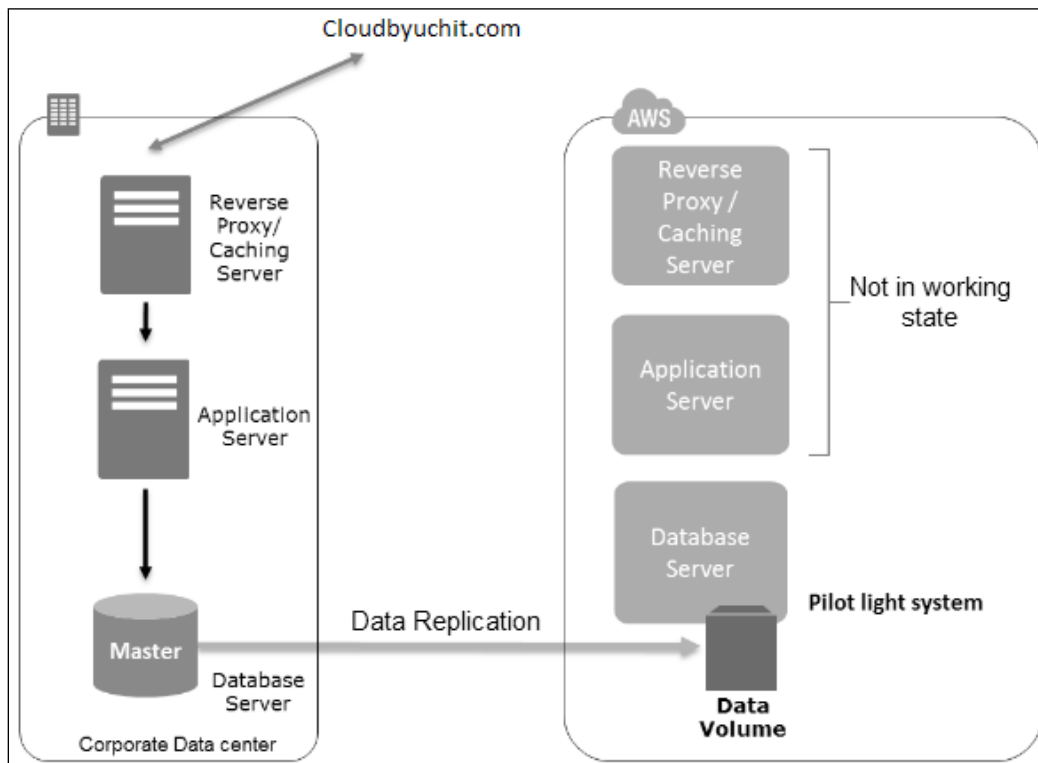 Cloudbyuchit.com
AWS
Reverse
Proxy/
Caching
Server
Application
Server
Master
Database
Server
Corporate Data center
Data Replication
Reverse
Proxy /
Caching
Server
Application
Server
Not in working
state
Database
Server
Pilot light system
Data
Volume